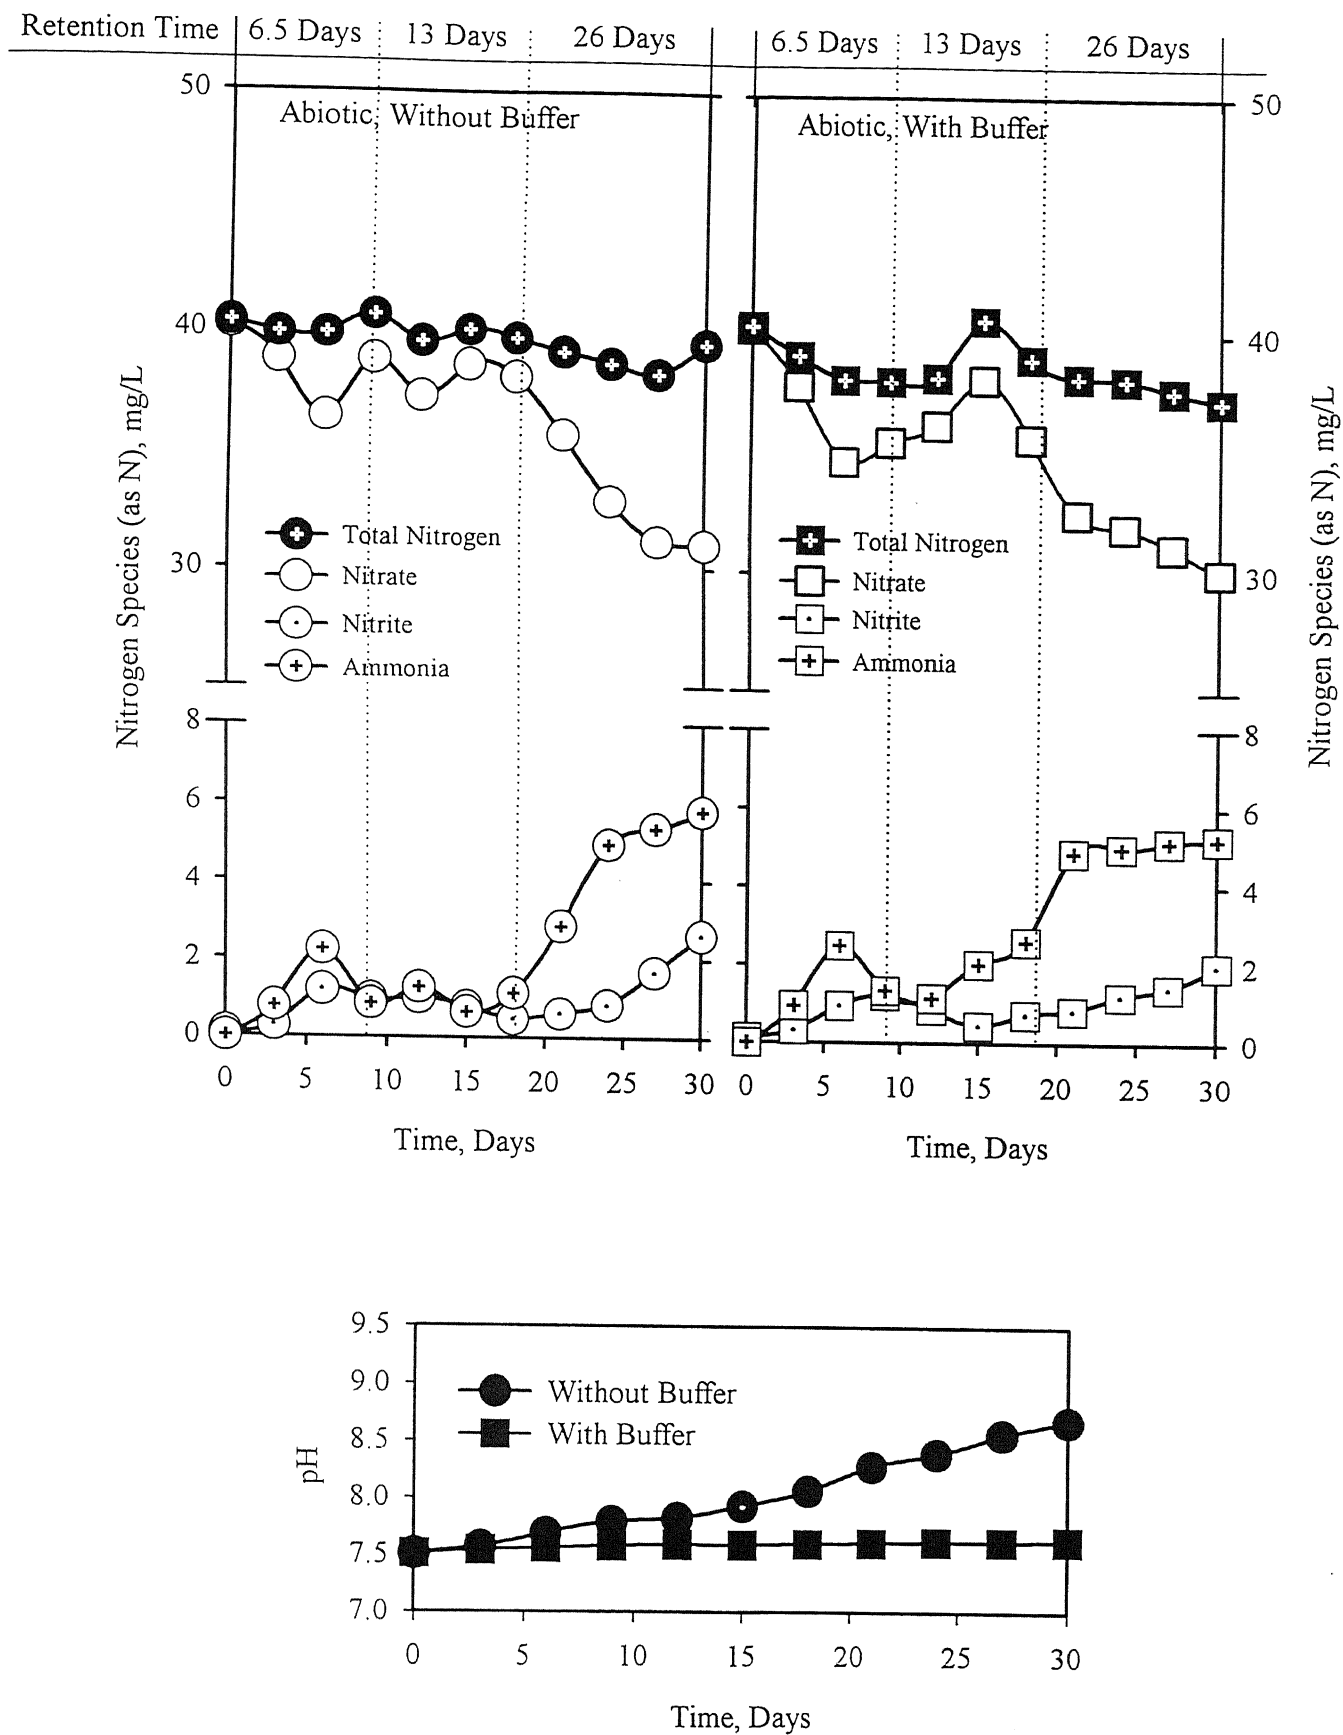 Retention Time 6.5 Days 13 Days 26 Days 6.5 Days 13 Days 26 Days
50 Abiotic, Without Buffer Abiotic, With Buffer 50
40 40
30 30
Total Nitrogen Total Nitrogen
Nitrate Nitrate
Nitrite Nitrite
Ammonia Ammonia
Nitrogen Species (as N), mg/L Nitrogen Species (as N), mg/L
8 8
6 6
4 4
2 2
0 0
0 5 10 15 20 25 30 0 5 10 15 20 25 30
Time, Days Time, Days
9.5
9.0
8.5
8.0
7.5
7.0
pH
Without Buffer
With Buffer
0 5 10 15 20 25 30
Time, Days